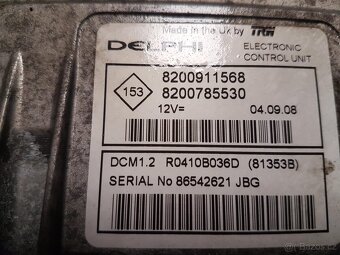 Made in the UK by TRW
DELPHI
ELECTRONIC
CONTROL UNIT
153
8200911568
8200785530
12V=
04.09.08
DCM1.2 R0410B036D (81353B)
SERIAL No 86542621 JBG